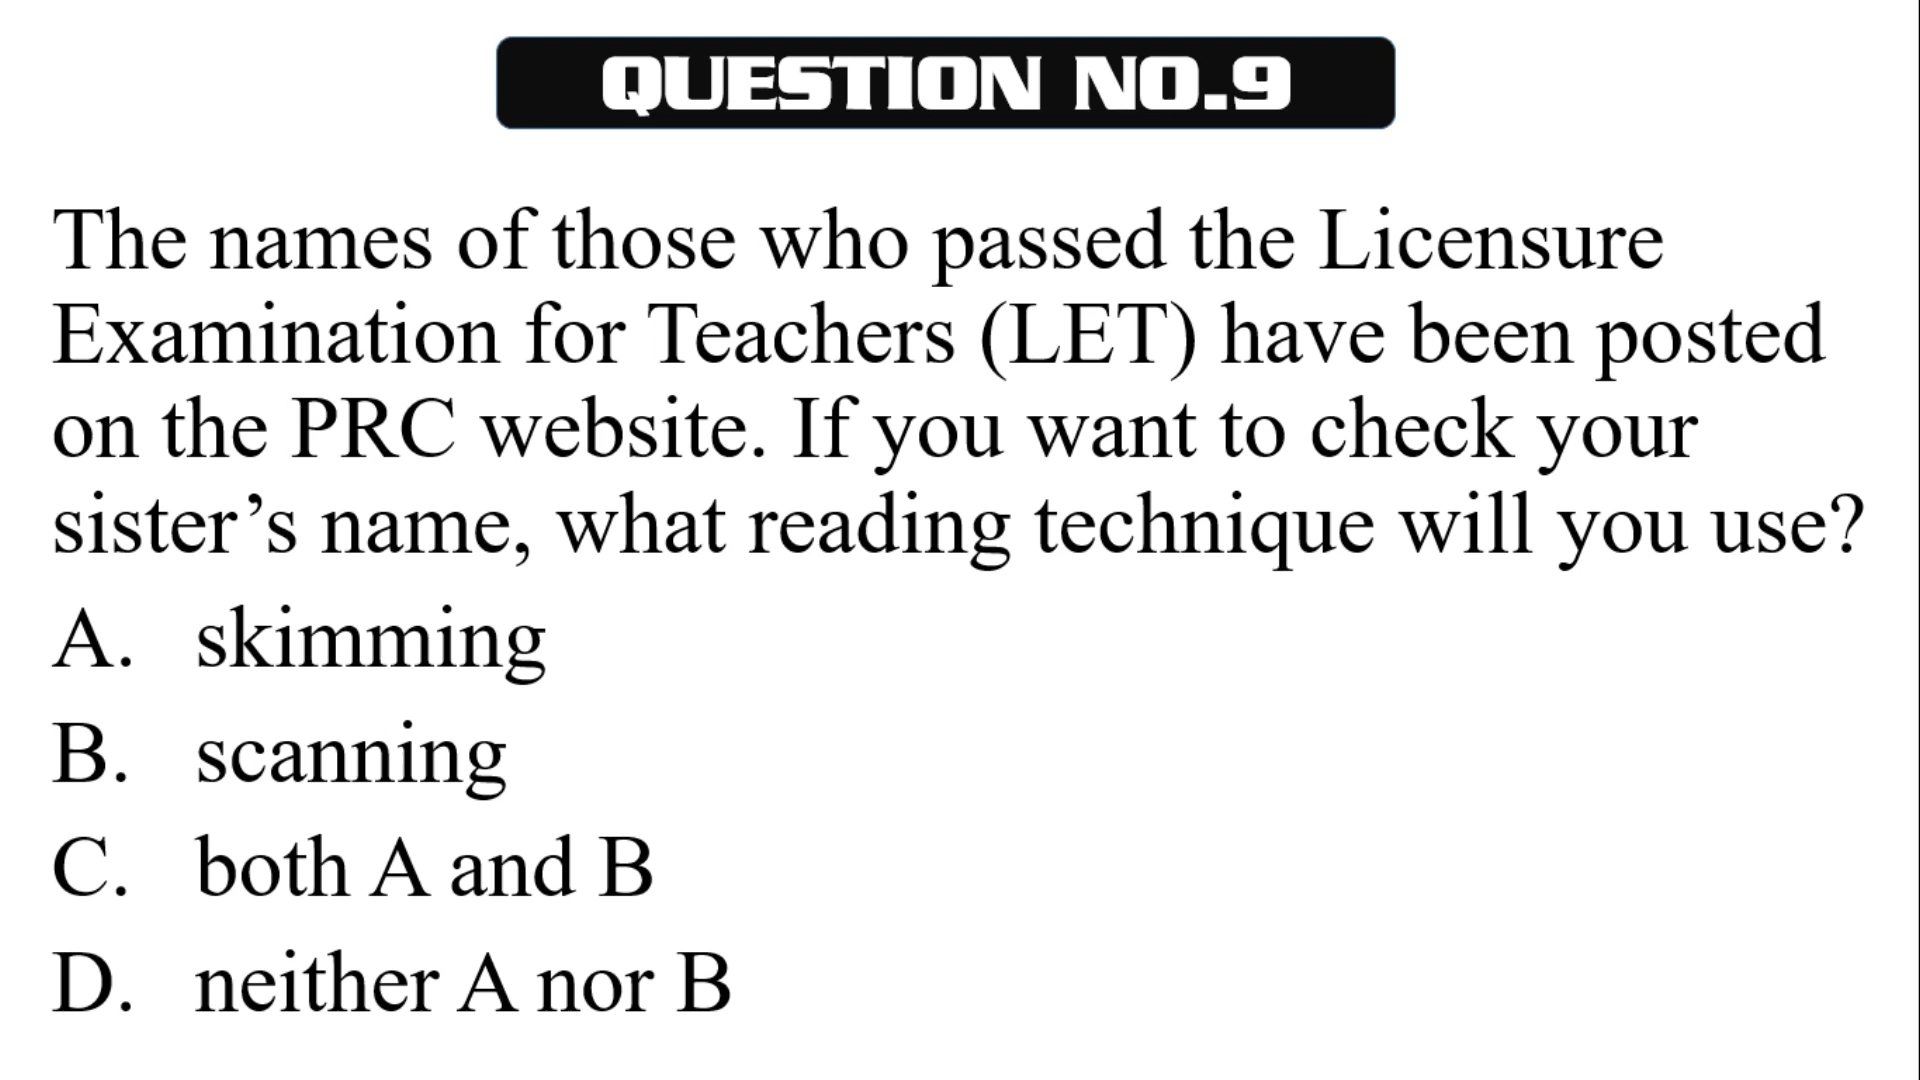 QUESTION NO.9
The names of those who passed the Licensure
Examination for Teachers (LET) have been posted
on the PRC website. If you want to check your
sister’s name, what reading technique will you use?
A. skimming
B. scanning
C. both A and B
D. neither A nor B